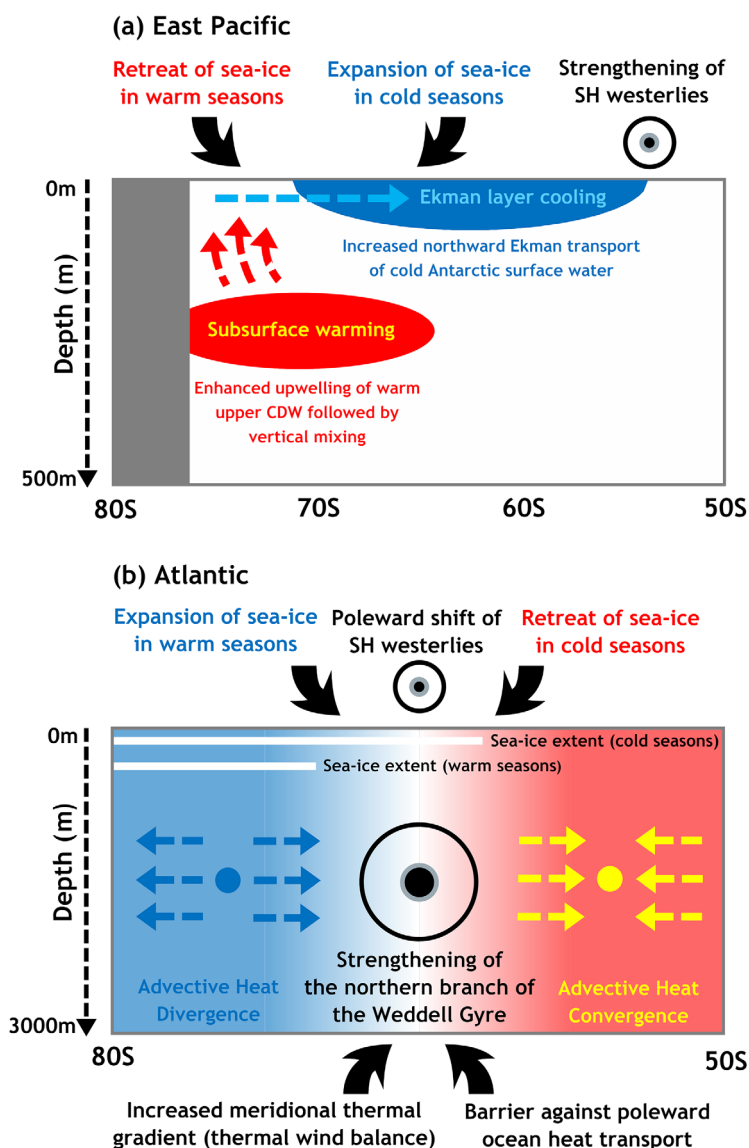 (a) East Pacific
Retreat of sea-ice
in warm seasons
Expansion of sea-ice
in cold seasons
Strengthening of
SH westerlies
0m
Ekman layer cooling
Increased northward Ekman transport
of cold Antarctic surface water
Depth (m)
Subsurface warming
Enhanced upwelling of warm
upper CDW followed by
vertical mixing
500m
80S
70S
60S
50S
(b) Atlantic
Expansion of sea-ice
in warm seasons
Poleward shift of
SH westerlies
Retreat of sea-ice
in cold seasons
0m
Sea-ice extent (cold seasons)
Sea-ice extent (warm seasons)
Depth (m)
Strengthening of
the northern branch of
the Weddell Gyre
Advective Heat
Divergence
Advective Heat
Convergence
3000m
80S
50S
Increased meridional thermal
gradient (thermal wind balance)
Barrier against poleward
ocean heat transport